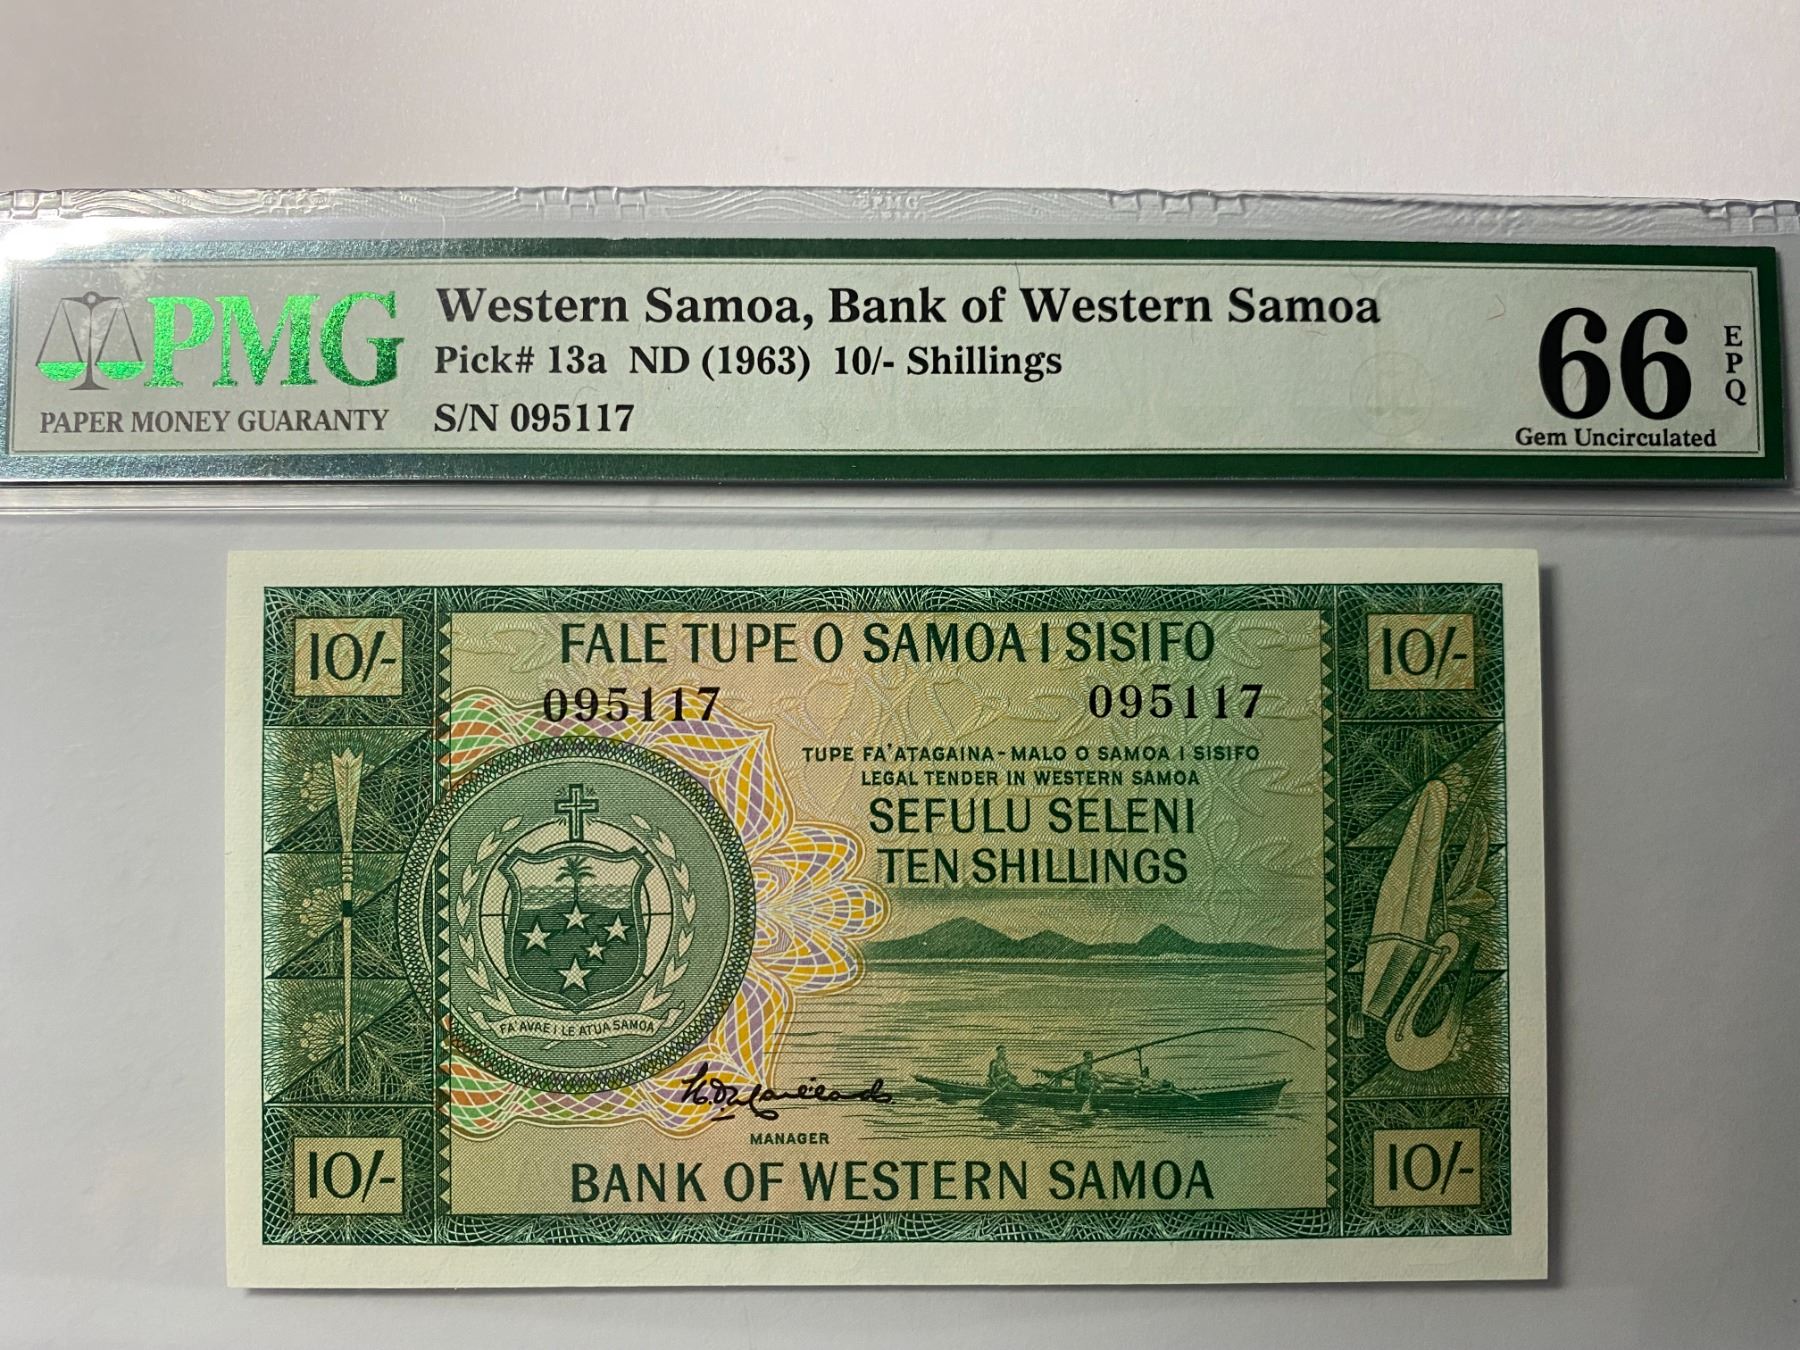 PMG
PAPER MONEY GUARANTY
Western Samoa, Bank of Western Samoa
Pick# 13a ND (1963) 10/- Shillings
S/N 095117
66
EPQ
Gem Uncirculated
10/-
FALE TUPE O SAMOA I SISIFO
10/-
095117
095117
TUPE FA'ATAGAINA-MALO O SAMOA I SISIFO
LEGAL TENDER IN WESTERN SAMOA
SEFULU SELENI
TEN SHILLINGS
FA'AVAE I LE ATUA SAMOA
MANAGER
10/-
BANK OF WESTERN SAMOA
10/-